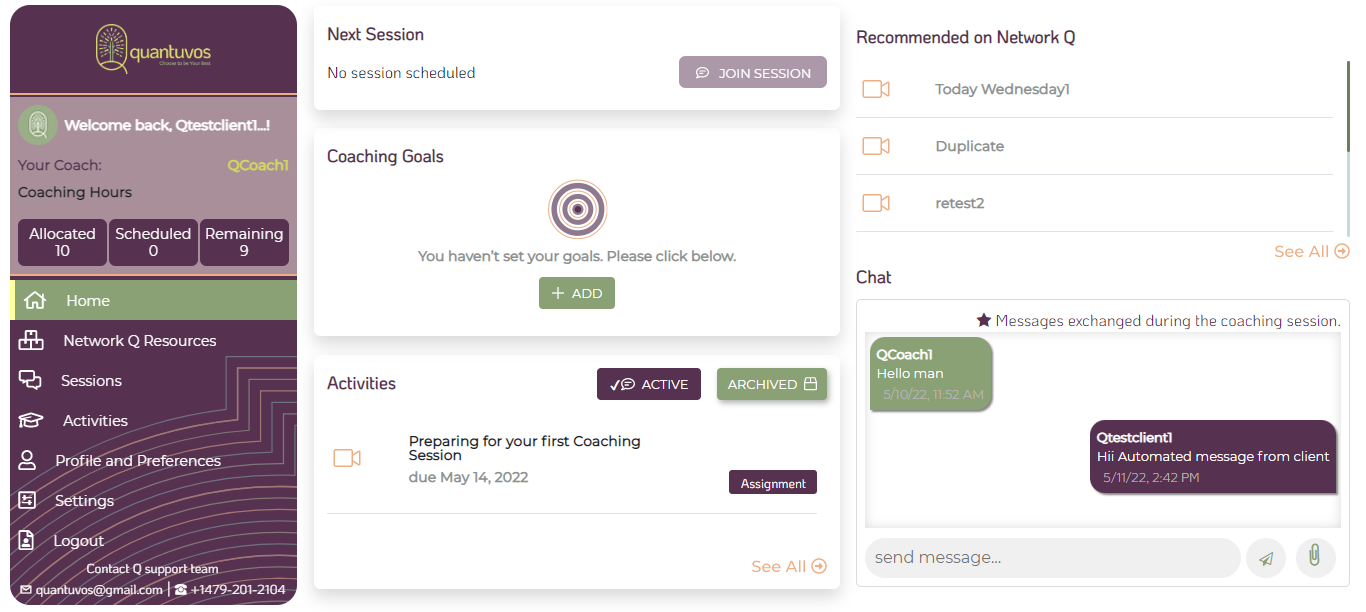 quantuvos
Choose to be Your Best
Welcome back, Qtestclient1...!
Your Coach:
QCoach1
Coaching Hours
Allocated
10
Scheduled
0
Remaining
9
Home
Network Q Resources
Sessions
Activities
Profile and Preferences
Settings
Logout
Contact Q support team
quantuvos@gmail.com | +1479-201-2104
Next Session
No session scheduled
JOIN SESSION
Coaching Goals
You haven't set your goals. Please click below.
+ ADD
Activities
ACTIVE
ARCHIVED
Preparing for your first Coaching
Session
due May 14, 2022
Assignment
See All
Recommended on Network Q
Today Wednesday1
Duplicate
retest2
See All
Chat
Messages exchanged during the coaching session.
QCoach1
Hello man
5/10/22, 11:52 AM
Qtestclient1
Hii Automated message from client
5/11/22, 2:42 PM
send message...